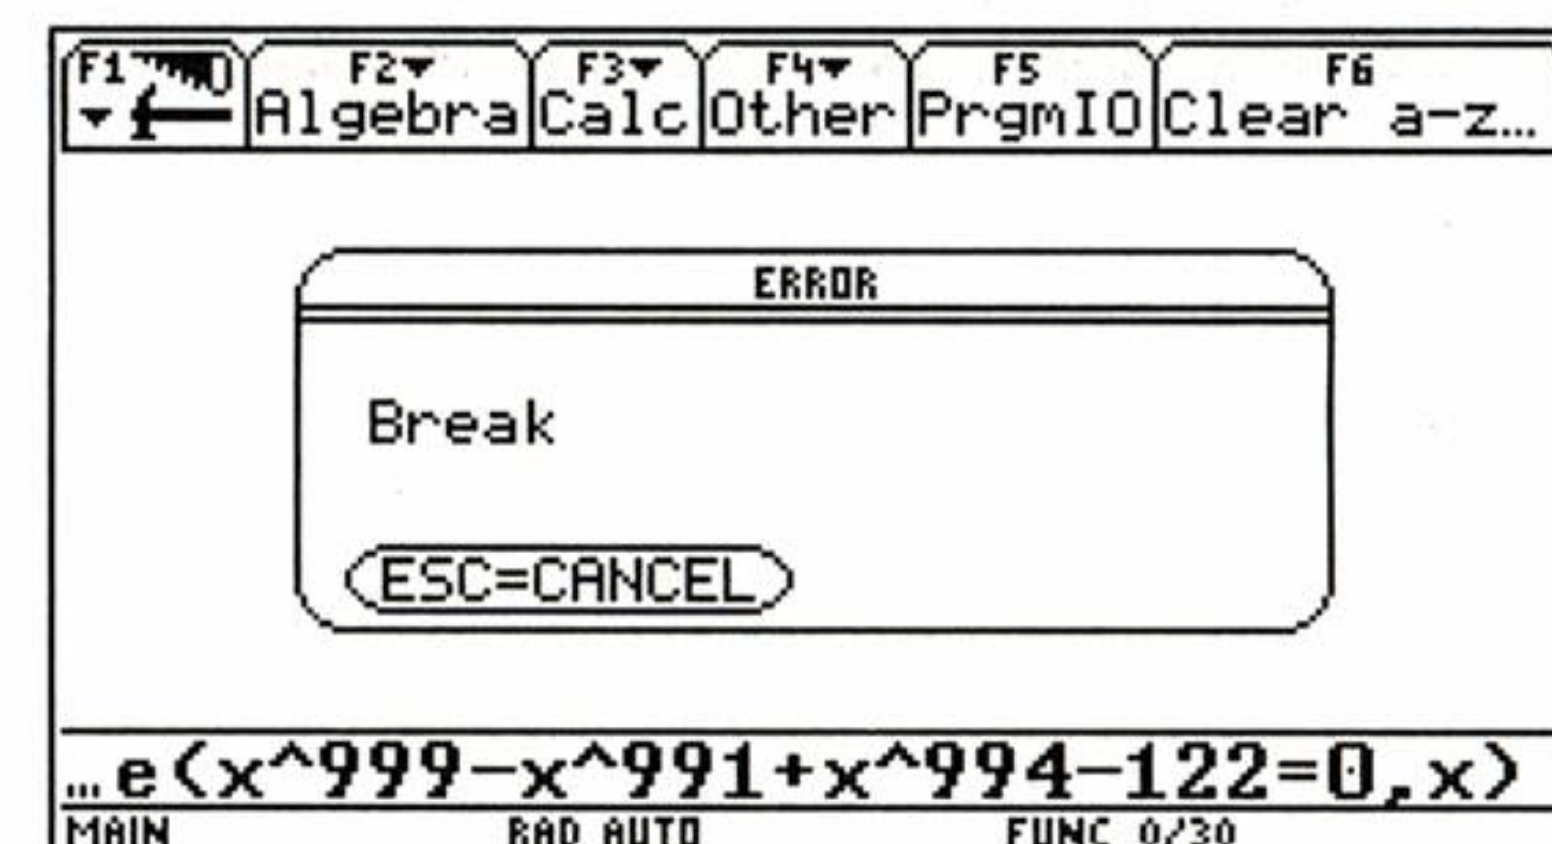 F1 F2 F3 F4 F5 F6
Algebra Calc Other PrgmIO Clear a-z…
ERROR
Break
ESC=CANCEL
…e(x^999-x^991+x^994-122=0,x)
MAIN RAD AUTO FUNC 0/30